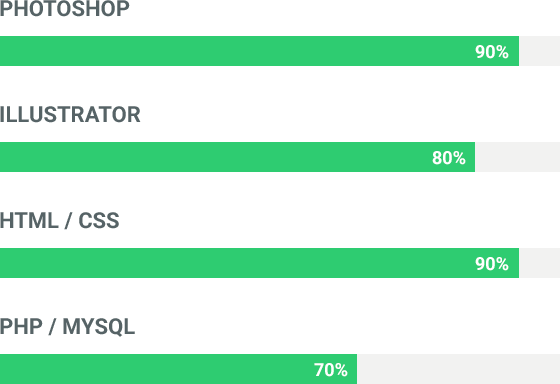 PHOTOSHOP
90%
ILLUSTRATOR
80%
HTML / CSS
90%
PHP / MYSQL
70%